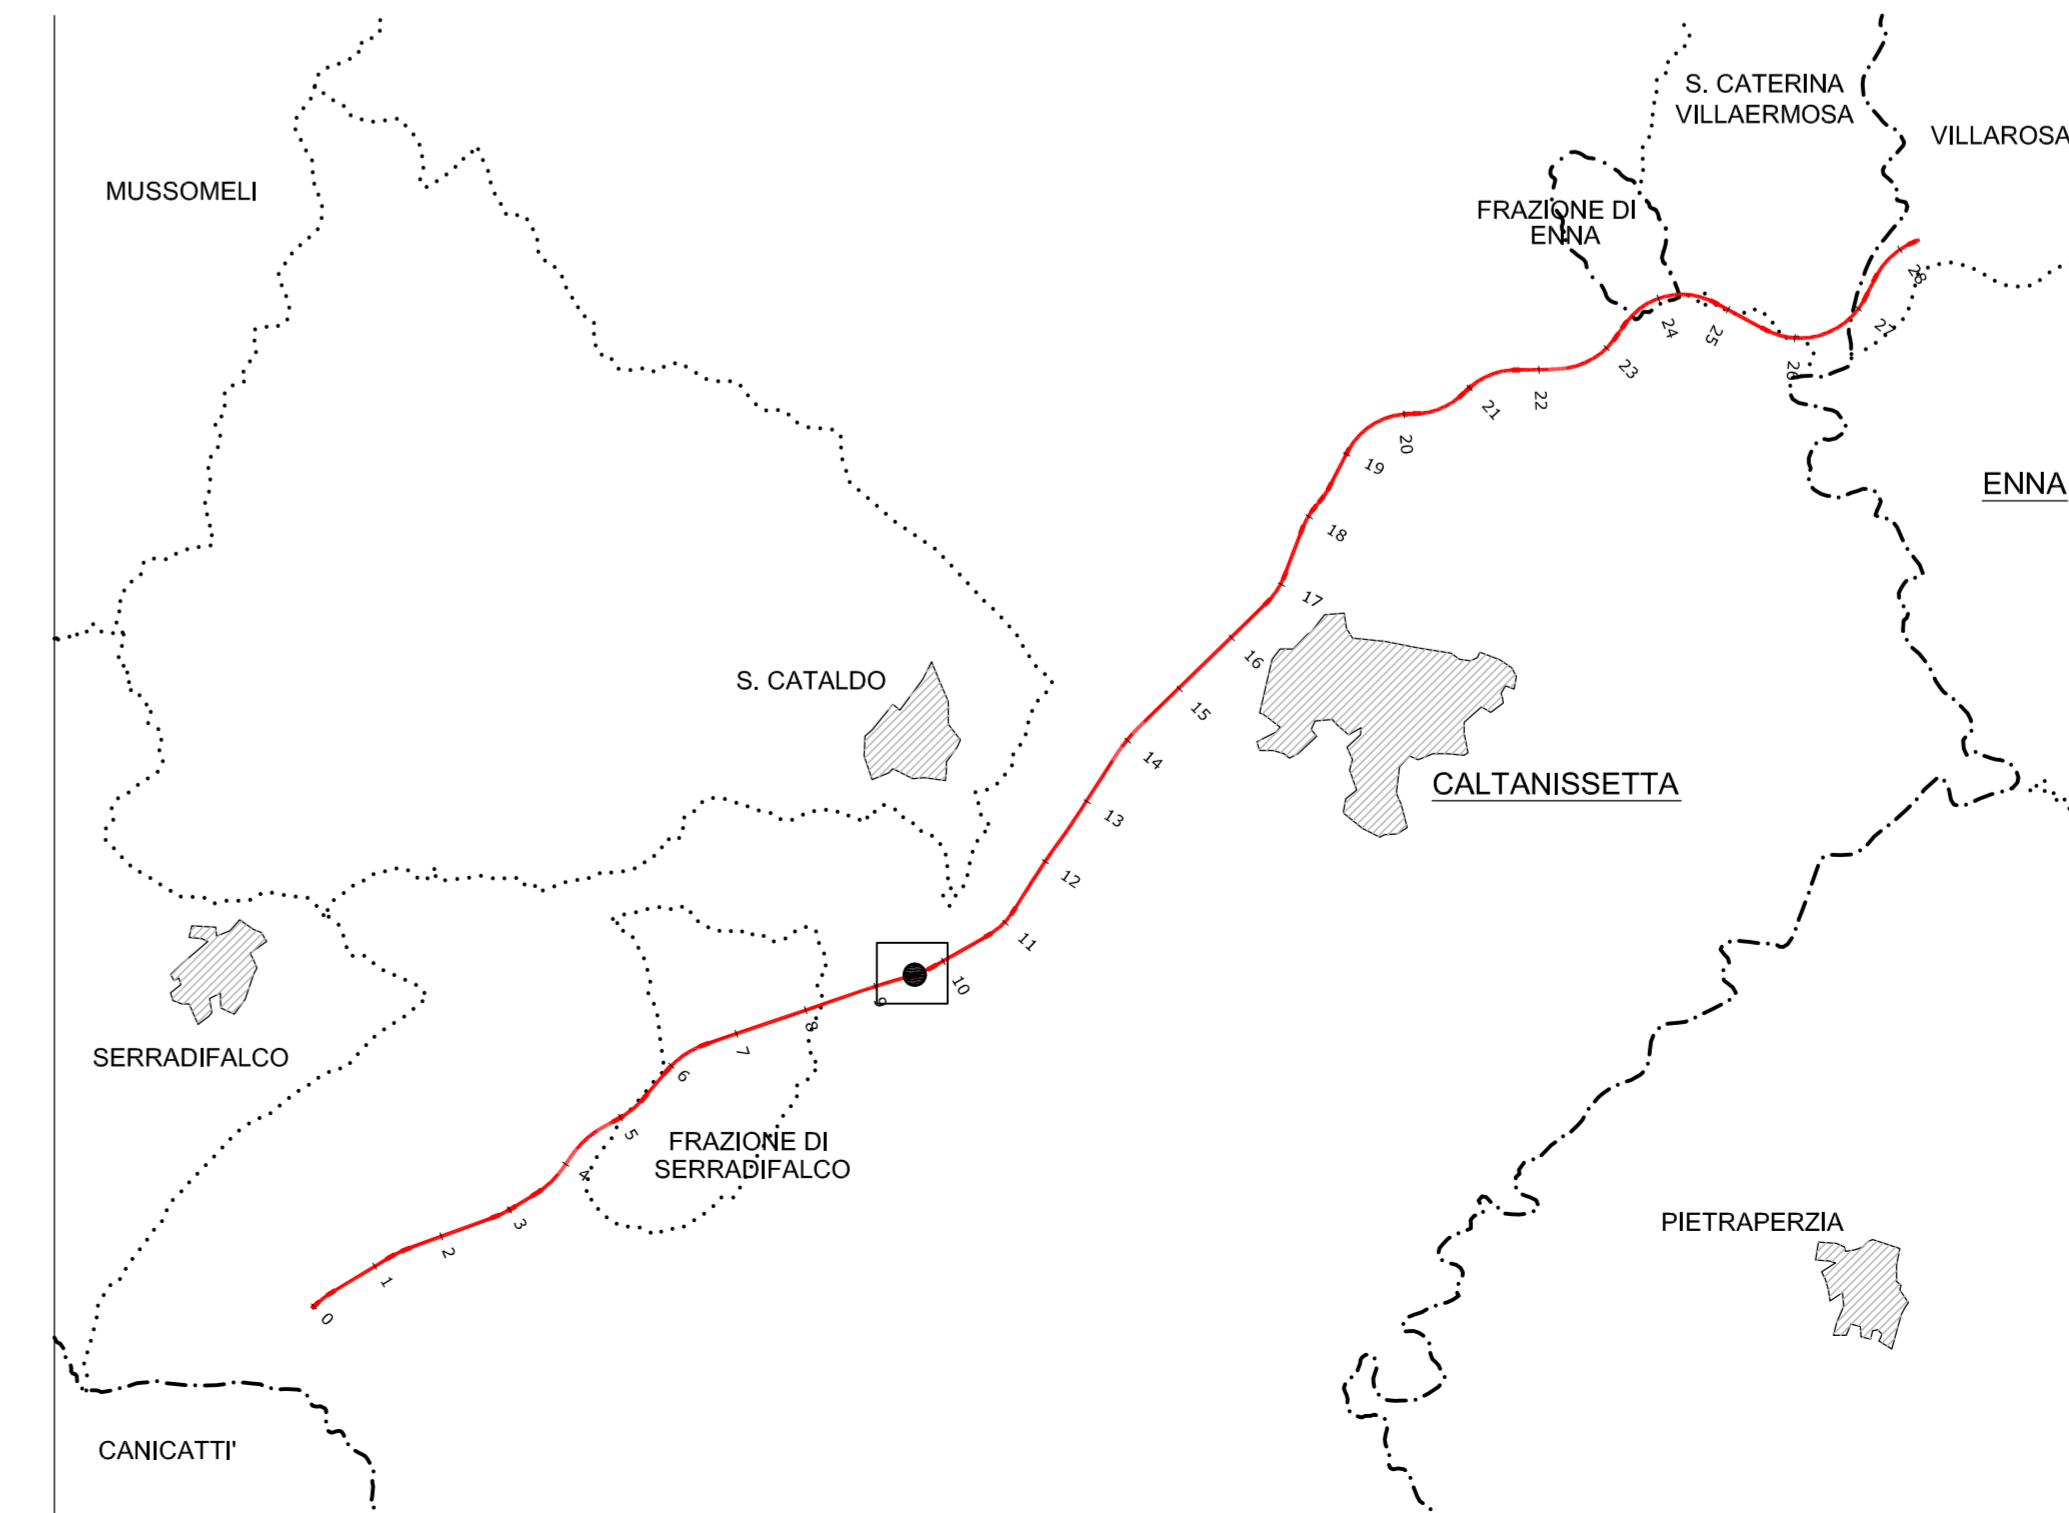 S. CATERINA
VILLAERMOSA
VILLAROSA
MUSSOMELI
FRAZIONE DI
ENNA
ENNA
S. CATALDO
CALTANISSETTA
SERRADIFALCO
FRAZIONE DI
SERRADIFALCO
PIETRAPERZIA
CANICATTI'
0
1
2
3
4
5
6
7
8
9
10
11
12
13
14
15
16
17
18
19
20
21
22
23
24
25
26
27
28